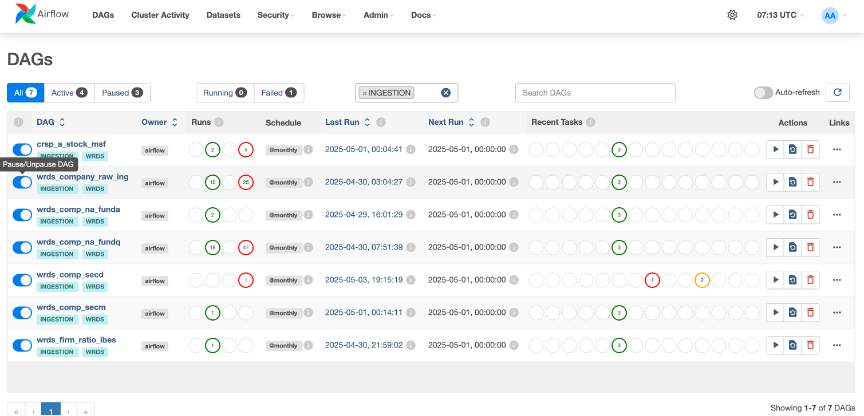 Airflow DAGs Cluster Activity Datasets Security Browse Admin Docs 07:13 UTC AA
DAGs
All 7 Active 4 Paused 3 Running 0 Failed 1 × INGESTION Search DAGs Auto-refresh
DAG Owner Runs Schedule Last Run Next Run Recent Tasks Actions Links
crsp_a_stock_msf
INGESTION WRDS
airflow 2 5 @monthly 2025-05-01, 00:04:41 2025-05-01, 00:00:00 3
Pause/Unpause DAG
wrds_company_raw_ing
INGESTION WRDS
airflow 10 25 @monthly 2025-04-30, 03:04:27 2025-05-01, 00:00:00 3
wrds_comp_na_funda
INGESTION WRDS
airflow 2 @monthly 2025-04-29, 16:01:29 2025-05-01, 00:00:00 3
wrds_comp_na_fundq
INGESTION WRDS
airflow 16 47 @monthly 2025-04-30, 07:51:39 2025-05-01, 00:00:00 3
wrds_comp_secd
INGESTION WRDS
airflow 1 @monthly 2025-05-03, 19:15:19 2025-05-01, 00:00:00 1 2
wrds_comp_secm
INGESTION WRDS
airflow 1 @monthly 2025-05-01, 00:14:11 2025-05-01, 00:00:00 3
wrds_firm_ratio_ibes
INGESTION WRDS
airflow 1 @monthly 2025-04-30, 21:59:02 2025-05-01, 00:00:00 3
« ‹ 1 › »
Showing 1-7 of 7 DAGs